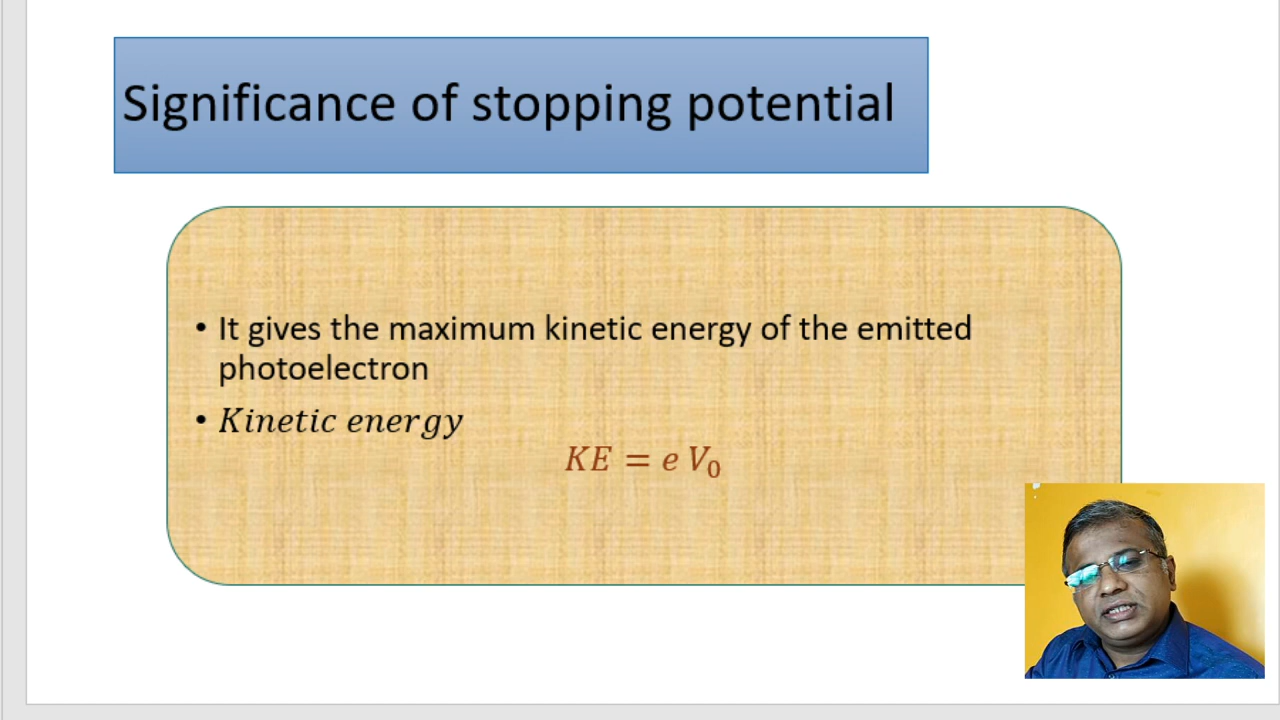 Significance of stopping potential
• It gives the maximum kinetic energy of the emitted
photoelectron
• Kinetic energy
KE = e V₀